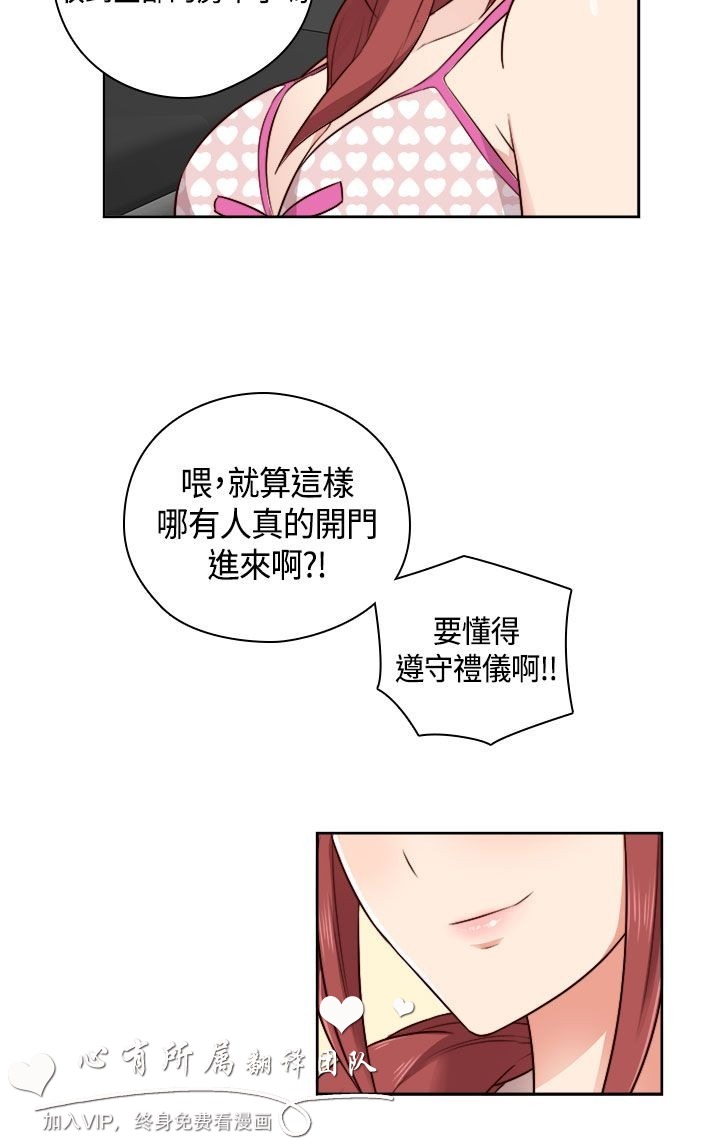 喂，就算這樣
哪有人真的開門
進來啊?!
要懂得
遵守禮儀啊!!
心有所属翻译团队
加入VIP，终身免费看漫画